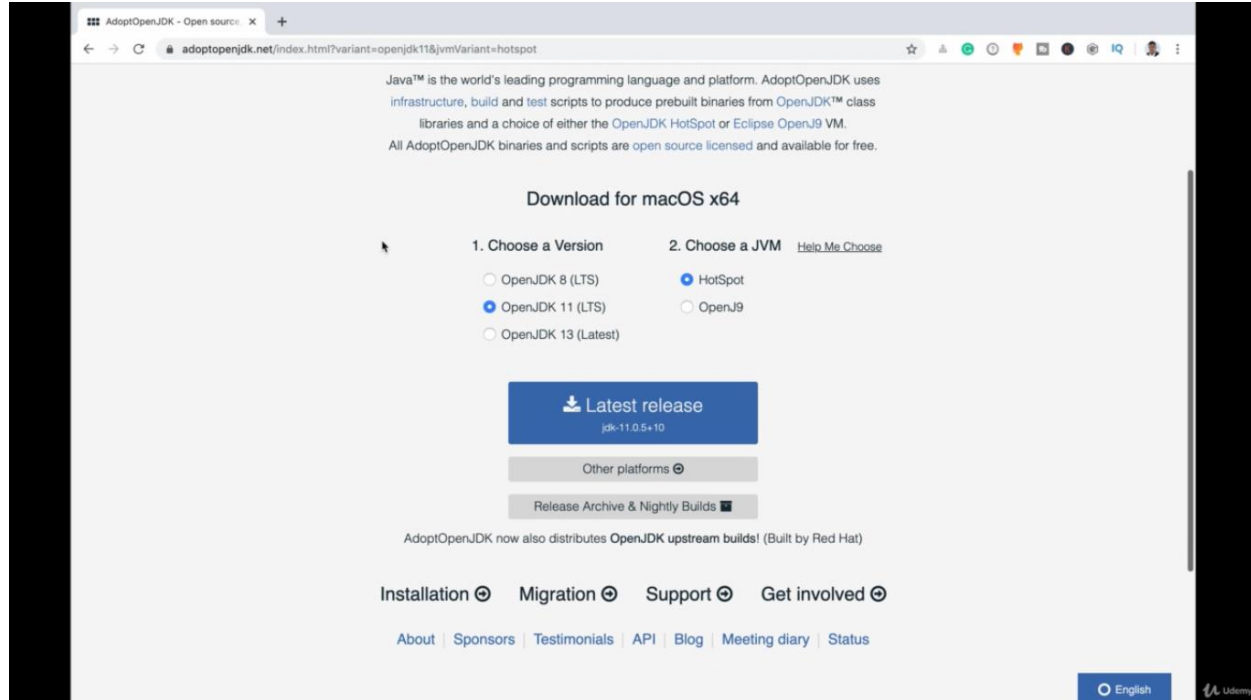 AdoptOpenJDK - Open source,
adoptopenjdk.net/index.html?variant=openjdk11&jvmVariant=hotspot
IQ
Java™ is the world's leading programming language and platform. AdoptOpenJDK uses
infrastructure, build and test scripts to produce prebuilt binaries from OpenJDK™ class
libraries and a choice of either the OpenJDK HotSpot or Eclipse OpenJ9 VM.
All AdoptOpenJDK binaries and scripts are open source licensed and available for free.
Download for macOS x64
1. Choose a Version
2. Choose a JVM Help Me Choose
OpenJDK 8 (LTS)
HotSpot
OpenJDK 11 (LTS)
OpenJ9
OpenJDK 13 (Latest)
Latest release
jdk-11.0.5+10
Other platforms
Release Archive & Nightly Builds
AdoptOpenJDK now also distributes OpenJDK upstream builds! (Built by Red Hat)
Installation Migration Support Get involved
About | Sponsors | Testimonials | API | Blog | Meeting diary | Status
English
Udemy